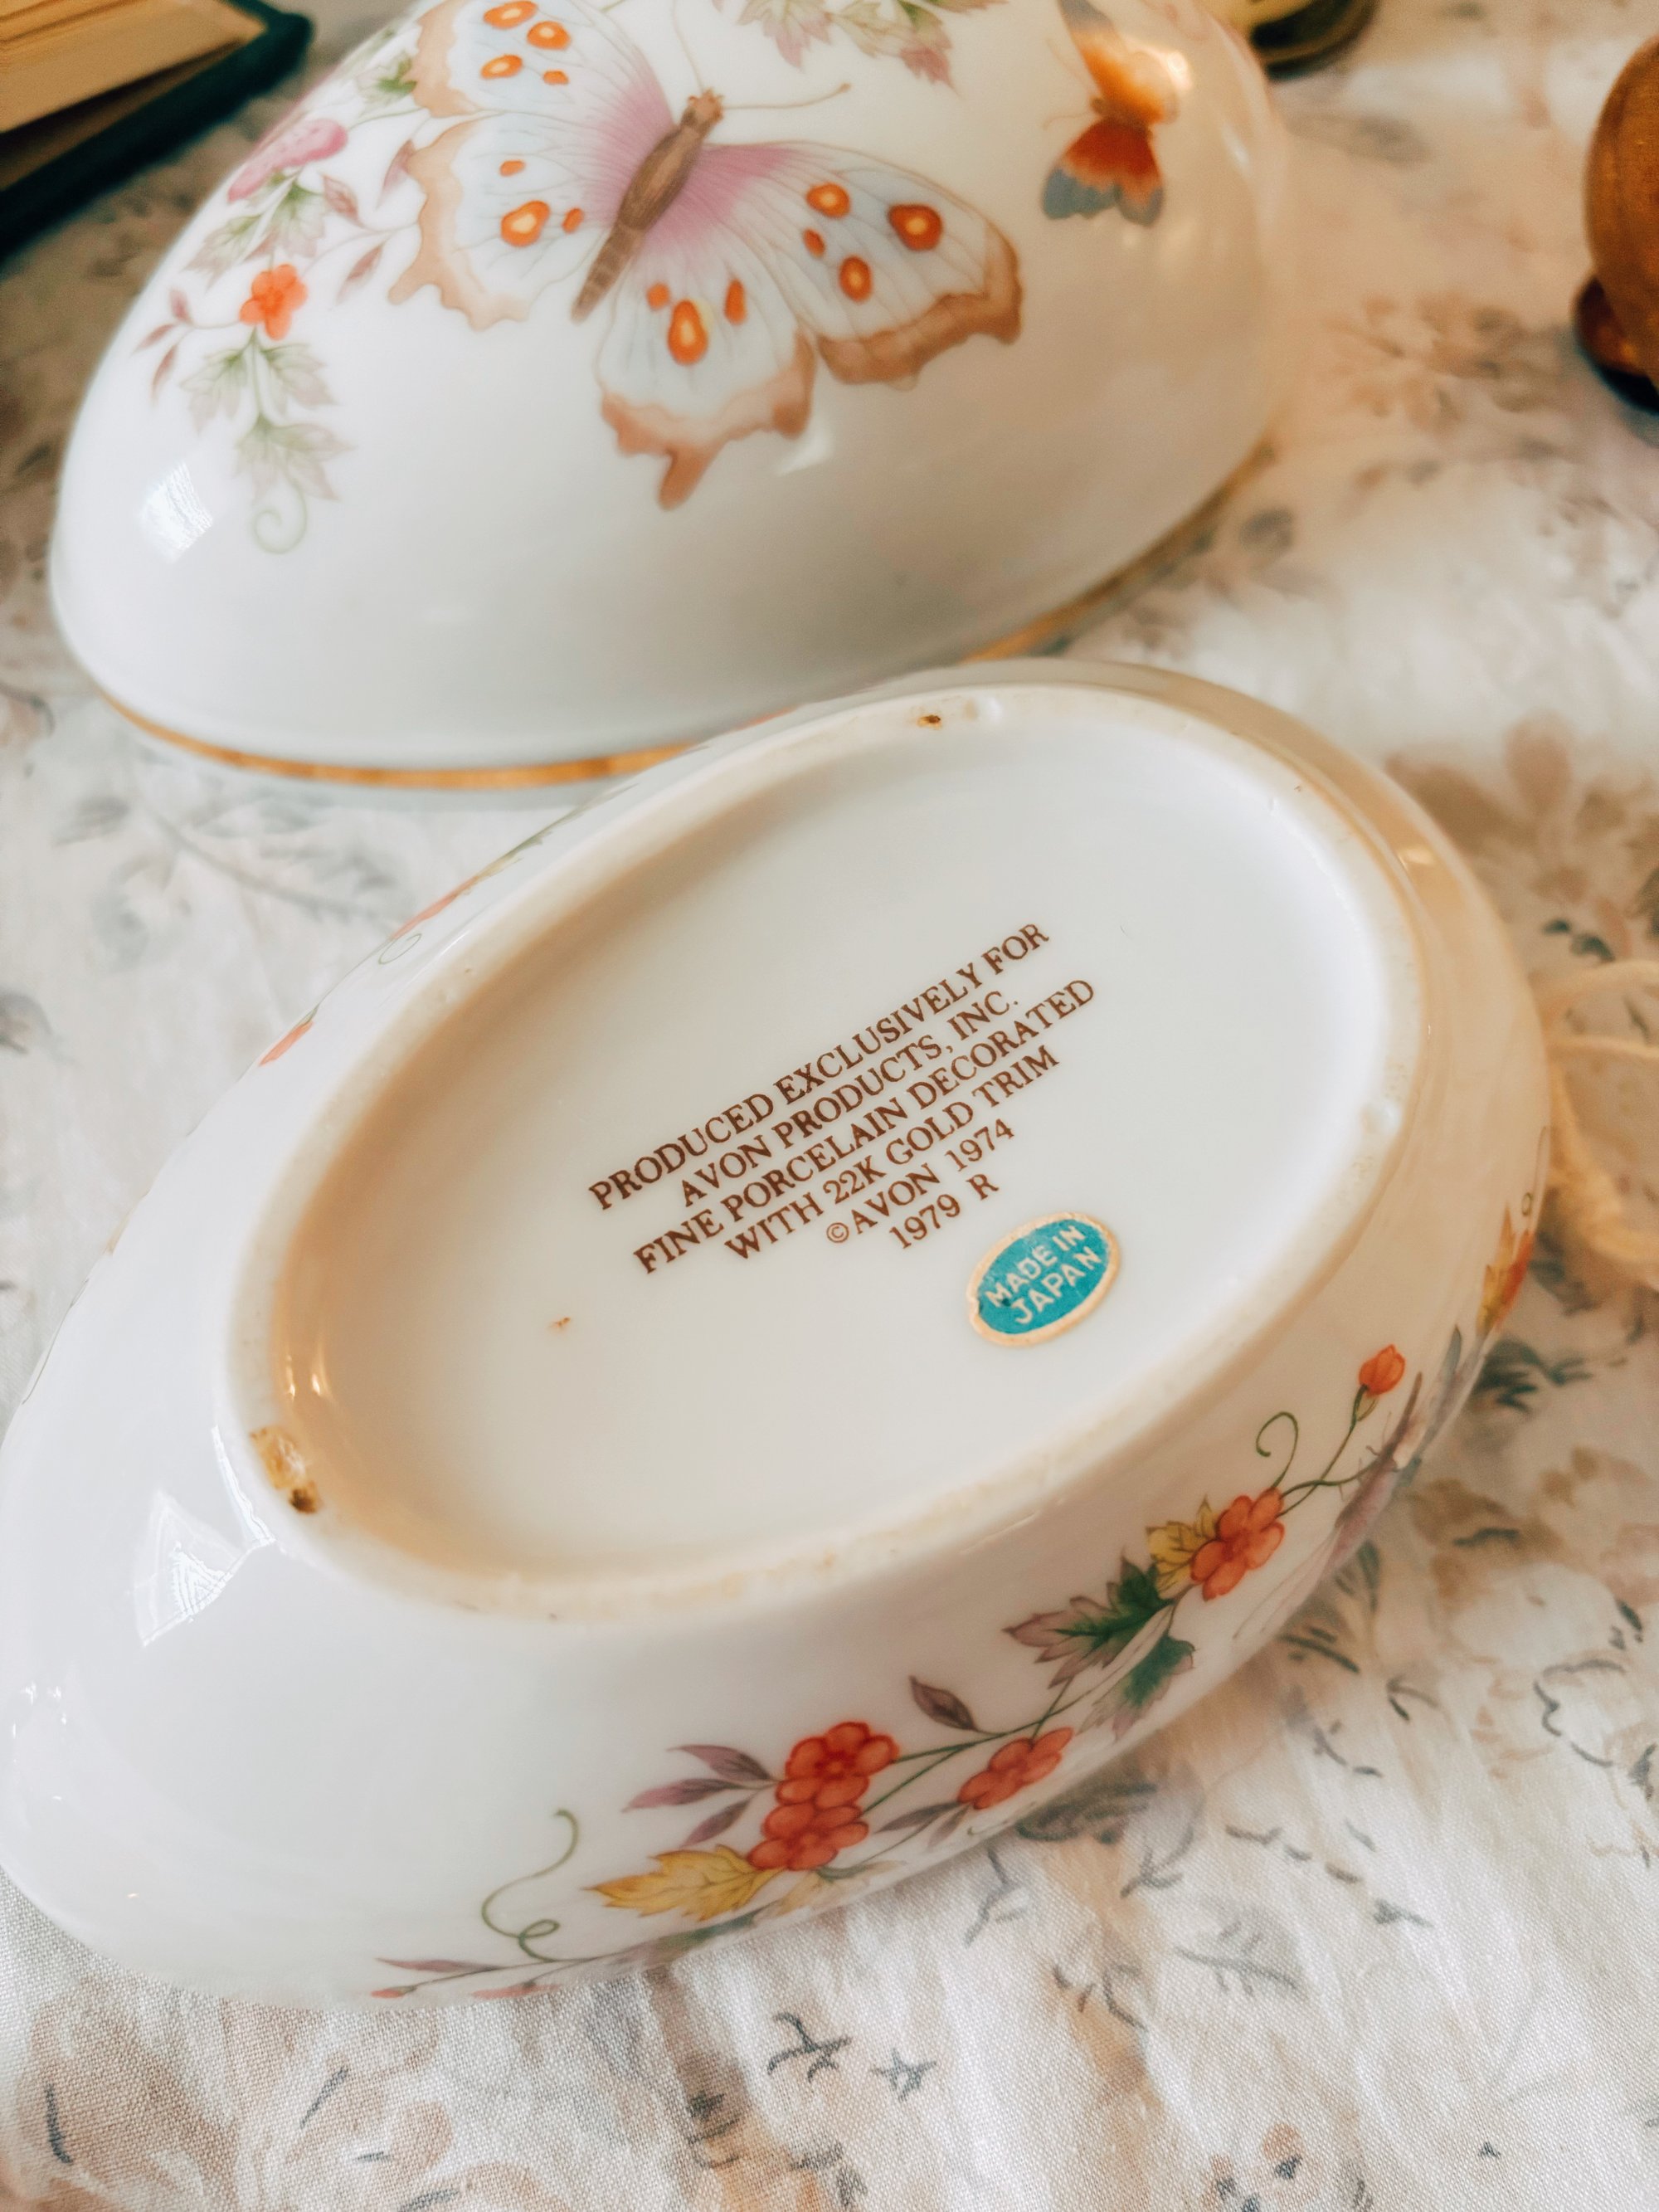 PRODUCED EXCLUSIVELY FOR
AVON PRODUCTS, INC.
FINE PORCELAIN DECORATED
WITH 22K GOLD TRIM
©AVON 1974
1979 R
MADE IN
JAPAN